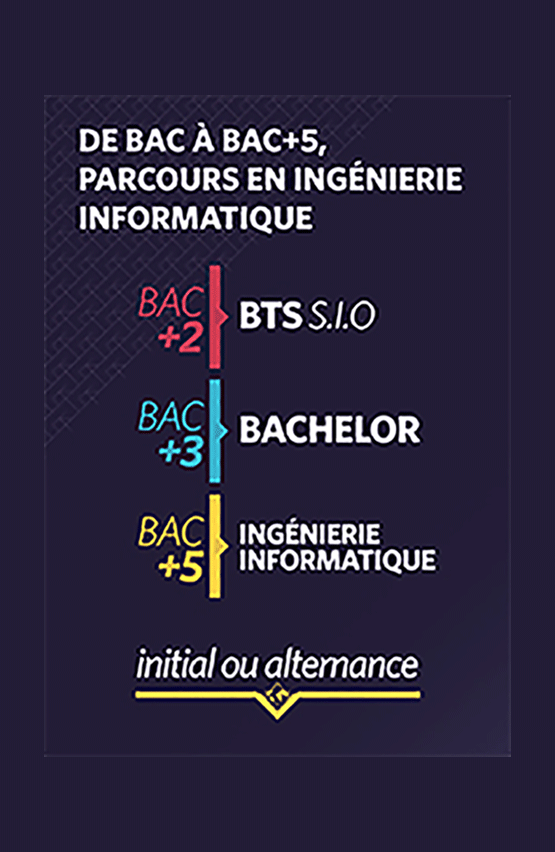 DE BAC À BAC+5,
PARCOURS EN INGÉNIERIE
INFORMATIQUE
BAC
+2
BTS S.I.O
BAC
+3
BACHELOR
BAC
+5
INGÉNIERIE
INFORMATIQUE
initial ou alternance